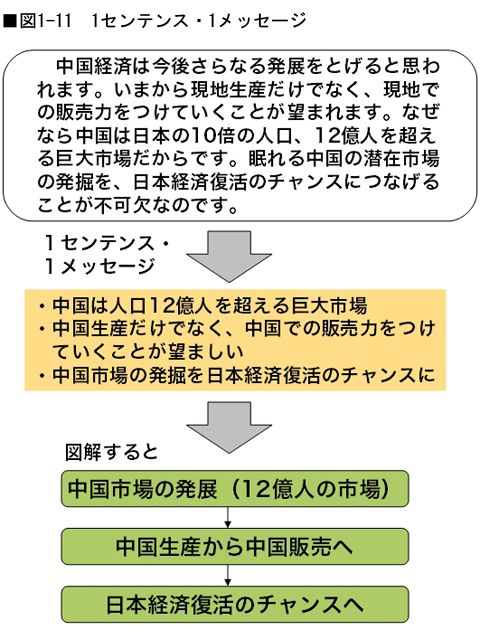 ■図1-11　1センテンス・1メッセージ
　中国経済は今後さらなる発展をとげると思わ
れます。いまから現地生産だけでなく、現地で
の販売力をつけていくことが望まれます。なぜ
なら中国は日本の10倍の人口、12億人を超え
る巨大市場だからです。眠れる中国の潜在市場
の発掘を、日本経済復活のチャンスにつなげる
ことが不可欠なのです。
1センテンス・
1メッセージ
・中国は人口12億人を超える巨大市場
・中国生産だけでなく、中国での販売力をつけ
ていくことが望ましい
・中国市場の発掘を日本経済復活のチャンスに
図解すると
中国市場の発展（12億人の市場）
中国生産から中国販売へ
日本経済復活のチャンスへ